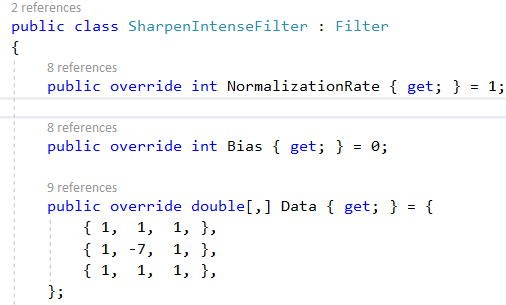 2 references
public class SharpenIntenseFilter : Filter
{
8 references
public override int NormalizationRate { get; } = 1;
8 references
public override int Bias { get; } = 0;
9 references
public override double[,] Data { get; } = {
{ 1, 1, 1, },
{ 1, -7, 1, },
{ 1, 1, 1, },
};